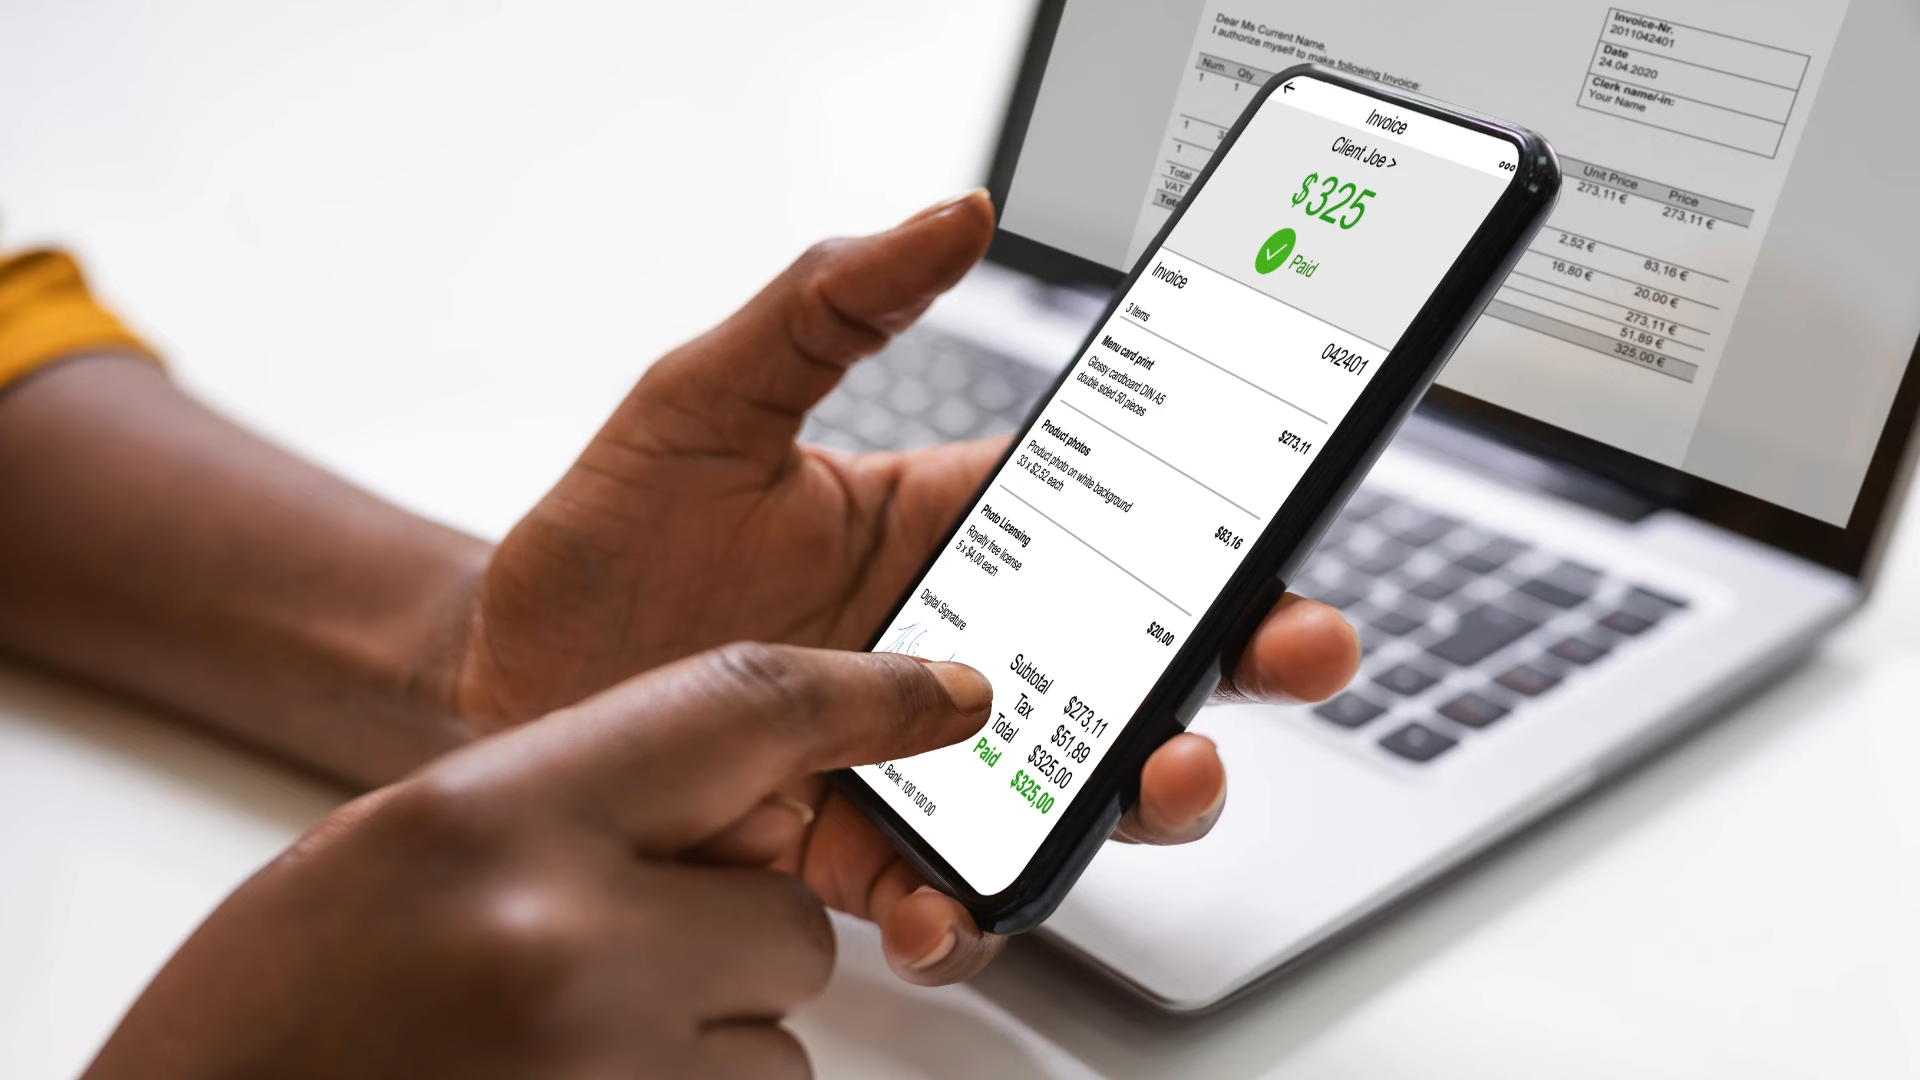 Dear Ms Current Name,
I authorize myself to make following Invoice:
Invoice-Nr.
2011042401
Date
24.04.2020
Clerk name/-in:
Your Name
Num Qty Unit Price Price
1 1 273,11 € 273,11 €
1 2,52 € 83,16 €
1 16,80 € 20,00 €
Total 273,11 €
VAT 51,89 €
325,00 €
Invoice
Client Joe >
$325
Paid
Invoice
042401
3 Items
Menu card print
Glossy cardboard DIN A5
double sided 50 pieces
$273,11
Product photos
Product photo on white background
33 x $2,52 each
$83,16
Photo Licensing
Royalty free license
5 x $4,00 each
$20,00
Digital Signature
Subtotal $273,11
Tax $51,89
Total $325,00
Paid $325,00
Bank: 100 100 00